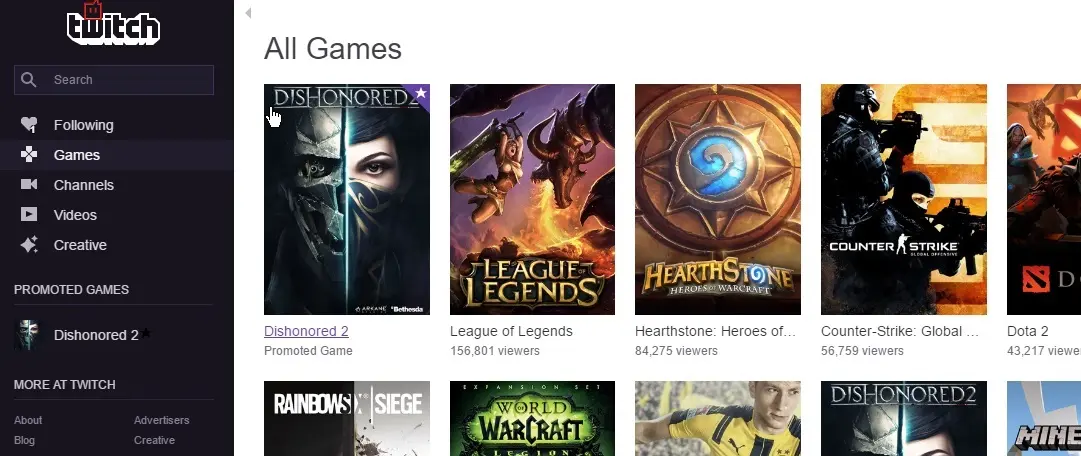 twitch
Search
Following
Games
Channels
Videos
Creative
PROMOTED GAMES
Dishonored 2
MORE AT TWITCH
About
Advertisers
Blog
Creative
All Games
DISHONORED 2
ARKANE Bethesda
Dishonored 2
Promoted Game
LEAGUE OF LEGENDS
League of Legends
156,801 viewers
HEARTHSTONE
HEROES OF WARCRAFT
Hearthstone: Heroes of…
84,275 viewers
COUNTER STRIKE
GLOBAL OFFENSIVE
Counter-Strike: Global …
56,759 viewers
D
Dota 2
43,217 viewers
RAINBOW SIX | SIEGE
EXPANSION SET
WORLD OF WARCRAFT
LEGION
DISHONORED 2
MINE